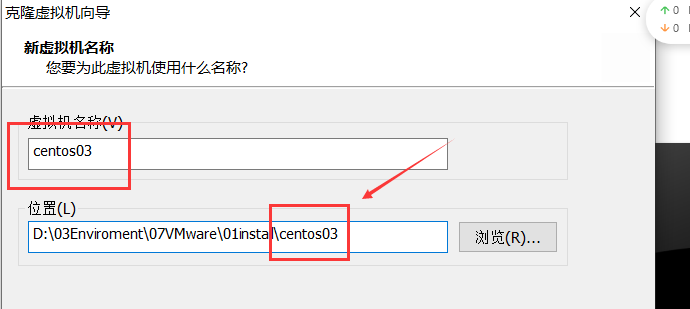 克隆虚拟机向导
0
0
新虚拟机名称
您要为此虚拟机使用什么名称?
虚拟机名称(V)
centos03
位置(L)
D:\03Enviroment\07VMware\01instal\centos03
浏览(R)...